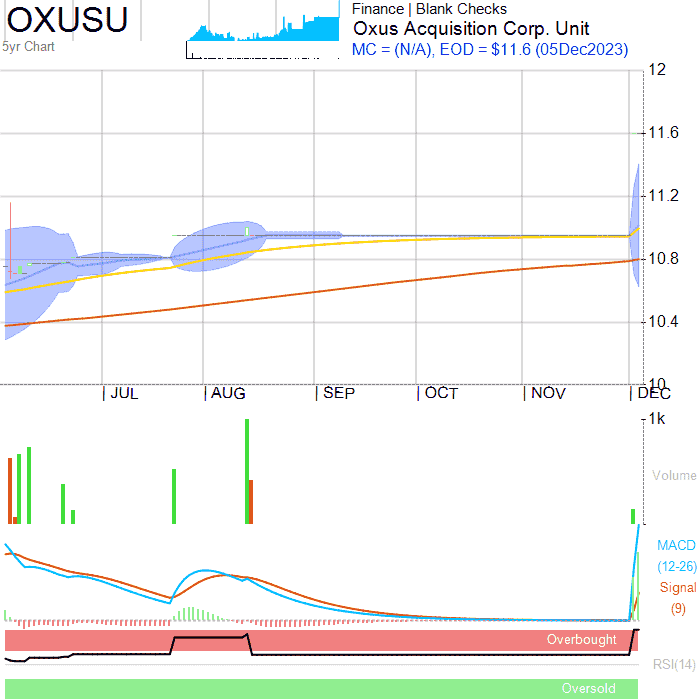 OXUSU
5yr Chart
Finance | Blank Checks
Oxus Acquisition Corp. Unit
MC = (N/A), EOD = $11.6 (05Dec2023)
12
11.6
11.2
10.8
10.4
10
JUL
AUG
SEP
OCT
NOV
DEC
1k
Volume
MACD
(12-26)
Signal
(9)
Overbought
RSI(14)
Oversold